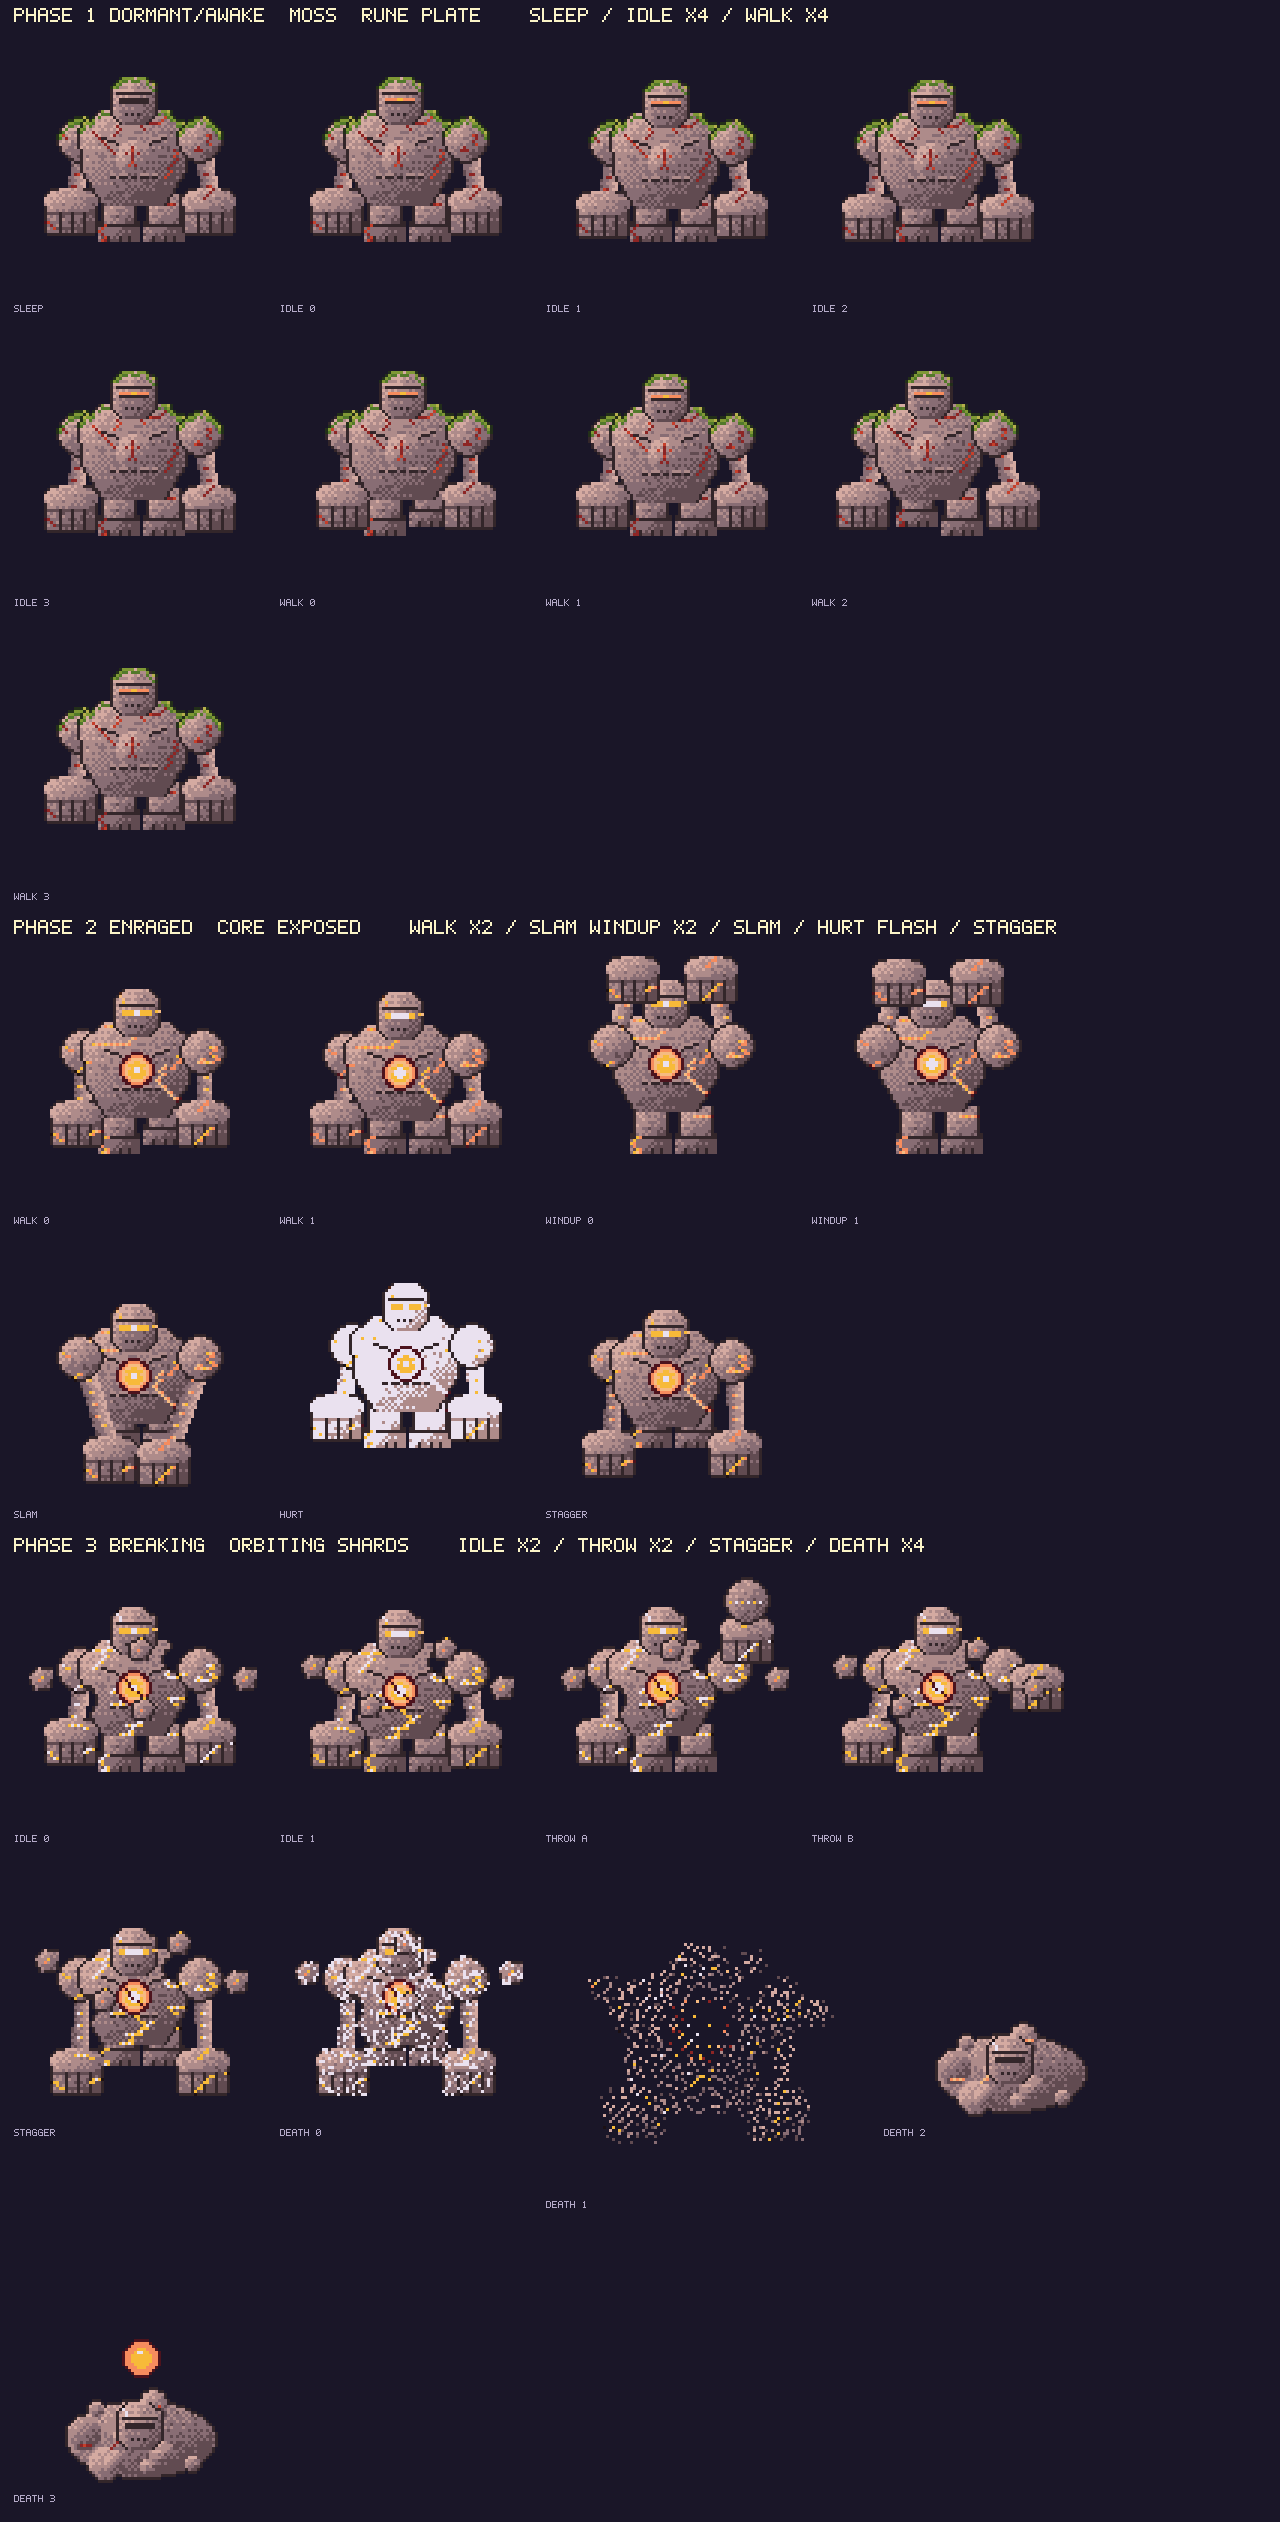 PHASE 1 DORMANT/AWAKE  MOSS  RUNE PLATE    SLEEP / IDLE X4 / WALK X4
SLEEP
IDLE 0
IDLE 1
IDLE 2
IDLE 3
WALK 0
WALK 1
WALK 2
WALK 3
PHASE 2 ENRAGED  CORE EXPOSED    WALK X2 / SLAM WINDUP X2 / SLAM / HURT FLASH / STAGGER
WALK 0
WALK 1
WINDUP 0
WINDUP 1
SLAM
HURT
STAGGER
PHASE 3 BREAKING  ORBITING SHARDS    IDLE X2 / THROW X2 / STAGGER / DEATH X4
IDLE 0
IDLE 1
THROW A
THROW B
STAGGER
DEATH 0
DEATH 1
DEATH 2
DEATH 3